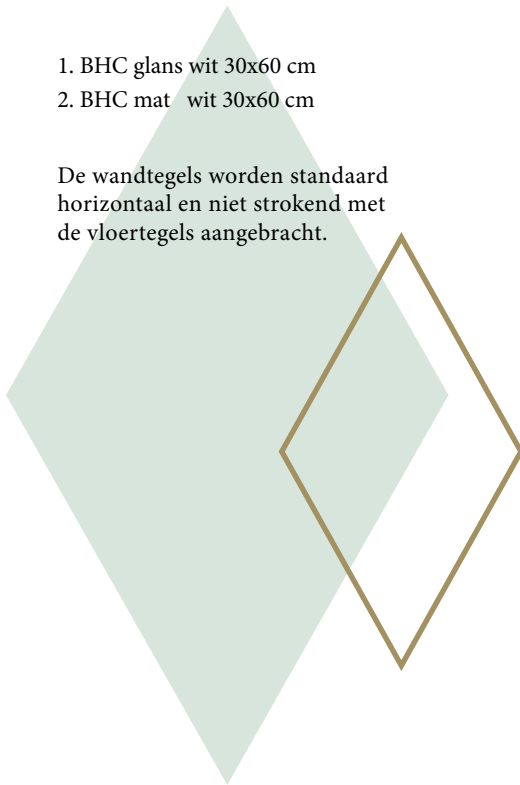 1. BHC glans wit 30x60 cm
2. BHC mat wit 30x60 cm
De wandtegels worden standaard
horizontaal en niet strokend met
de vloertegels aangebracht.